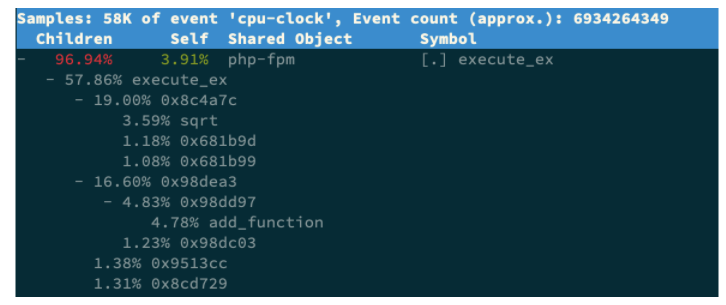 Samples: 58K of event 'cpu-clock', Event count (approx.): 6934264349
Children Self Shared Object Symbol
- 96.94% 3.91% php-fpm [.] execute_ex
- 57.86% execute_ex
- 19.00% 0x8c4a7c
3.59% sqrt
1.18% 0x681b9d
1.08% 0x681b99
- 16.60% 0x98dea3
- 4.83% 0x98dd97
4.78% add_function
1.23% 0x98dc03
1.38% 0x9513cc
1.31% 0x8cd729